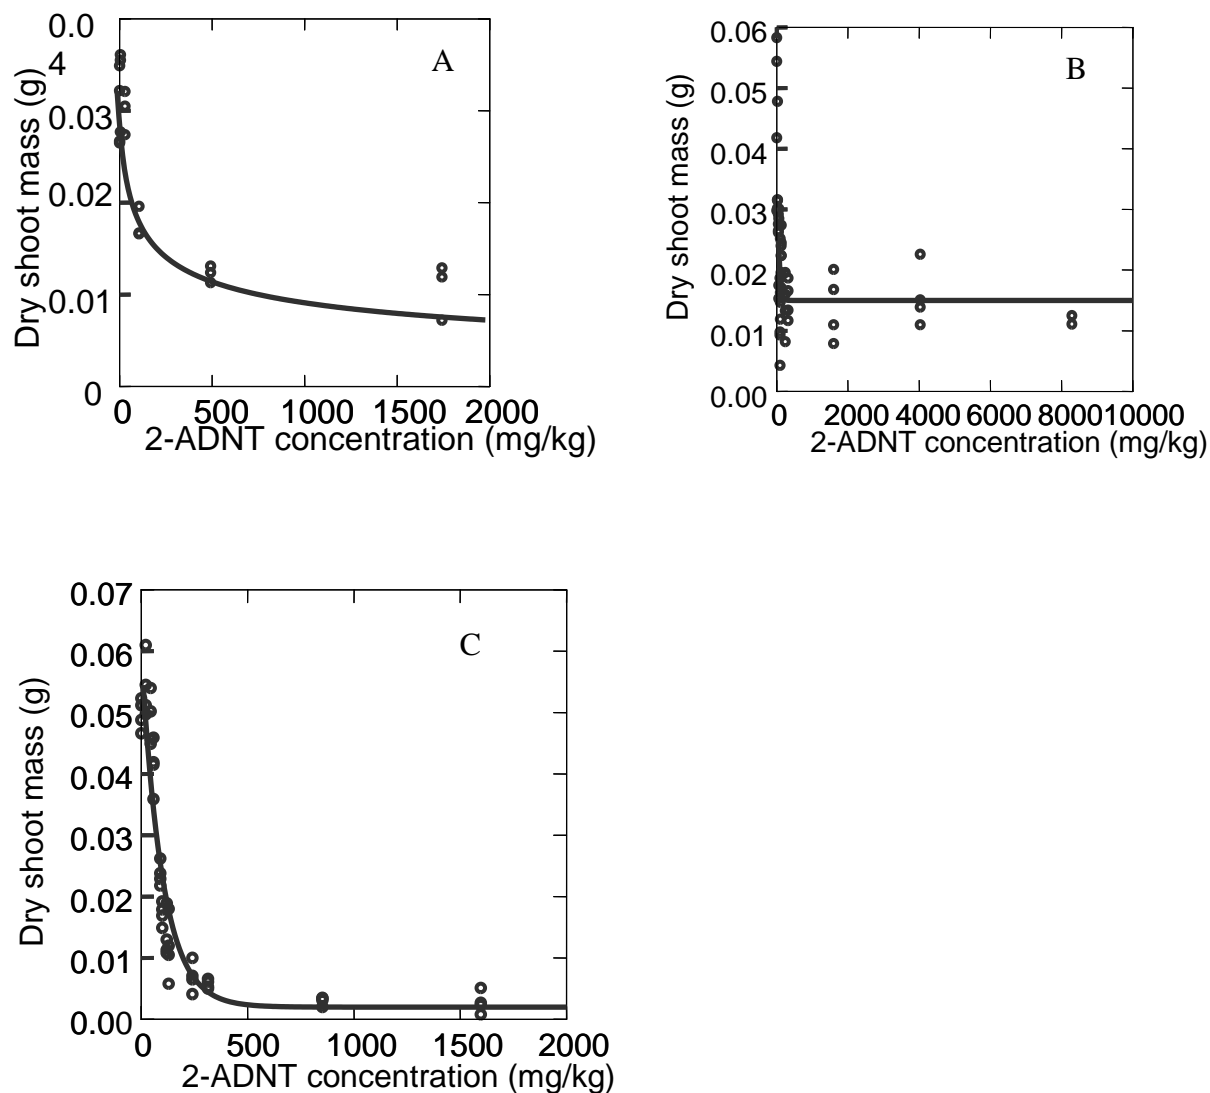 0.0
4
A
0.03
0.02
0.01
0
Dry shoot mass (g)
0 500 1000 1500 2000
2-ADNT concentration (mg/kg)
0.06
B
0.05
0.04
0.03
0.02
0.01
0.00
Dry shoot mass (g)
0 2000 4000 6000 8000 10000
2-ADNT concentration (mg/kg)
0.07
C
0.06
0.05
0.04
0.03
0.02
0.01
0.00
Dry shoot mass (g)
0 500 1000 1500 2000
2-ADNT concentration (mg/kg)